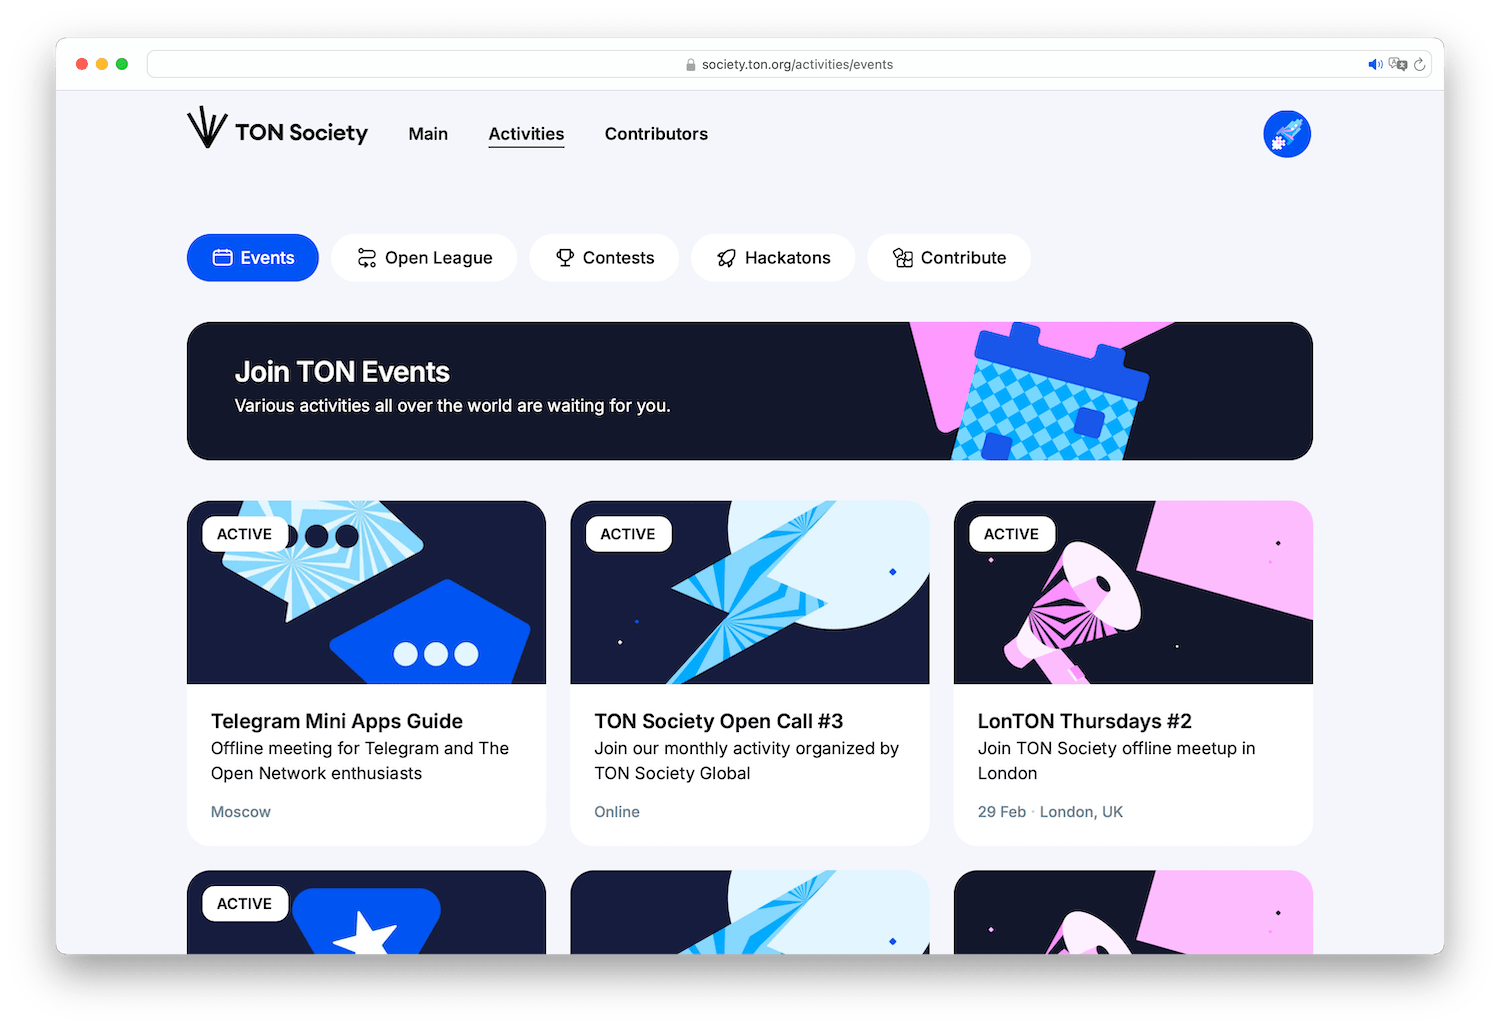 society.ton.org/activities/events
TON Society
Main
Activities
Contributors
Events
Open League
Contests
Hackatons
Contribute
Join TON Events
Various activities all over the world are waiting for you.
ACTIVE
ACTIVE
ACTIVE
Telegram Mini Apps Guide
Offline meeting for Telegram and The
Open Network enthusiasts
Moscow
TON Society Open Call #3
Join our monthly activity organized by
TON Society Global
Online
LonTON Thursdays #2
Join TON Society offline meetup in
London
29 Feb · London, UK
ACTIVE